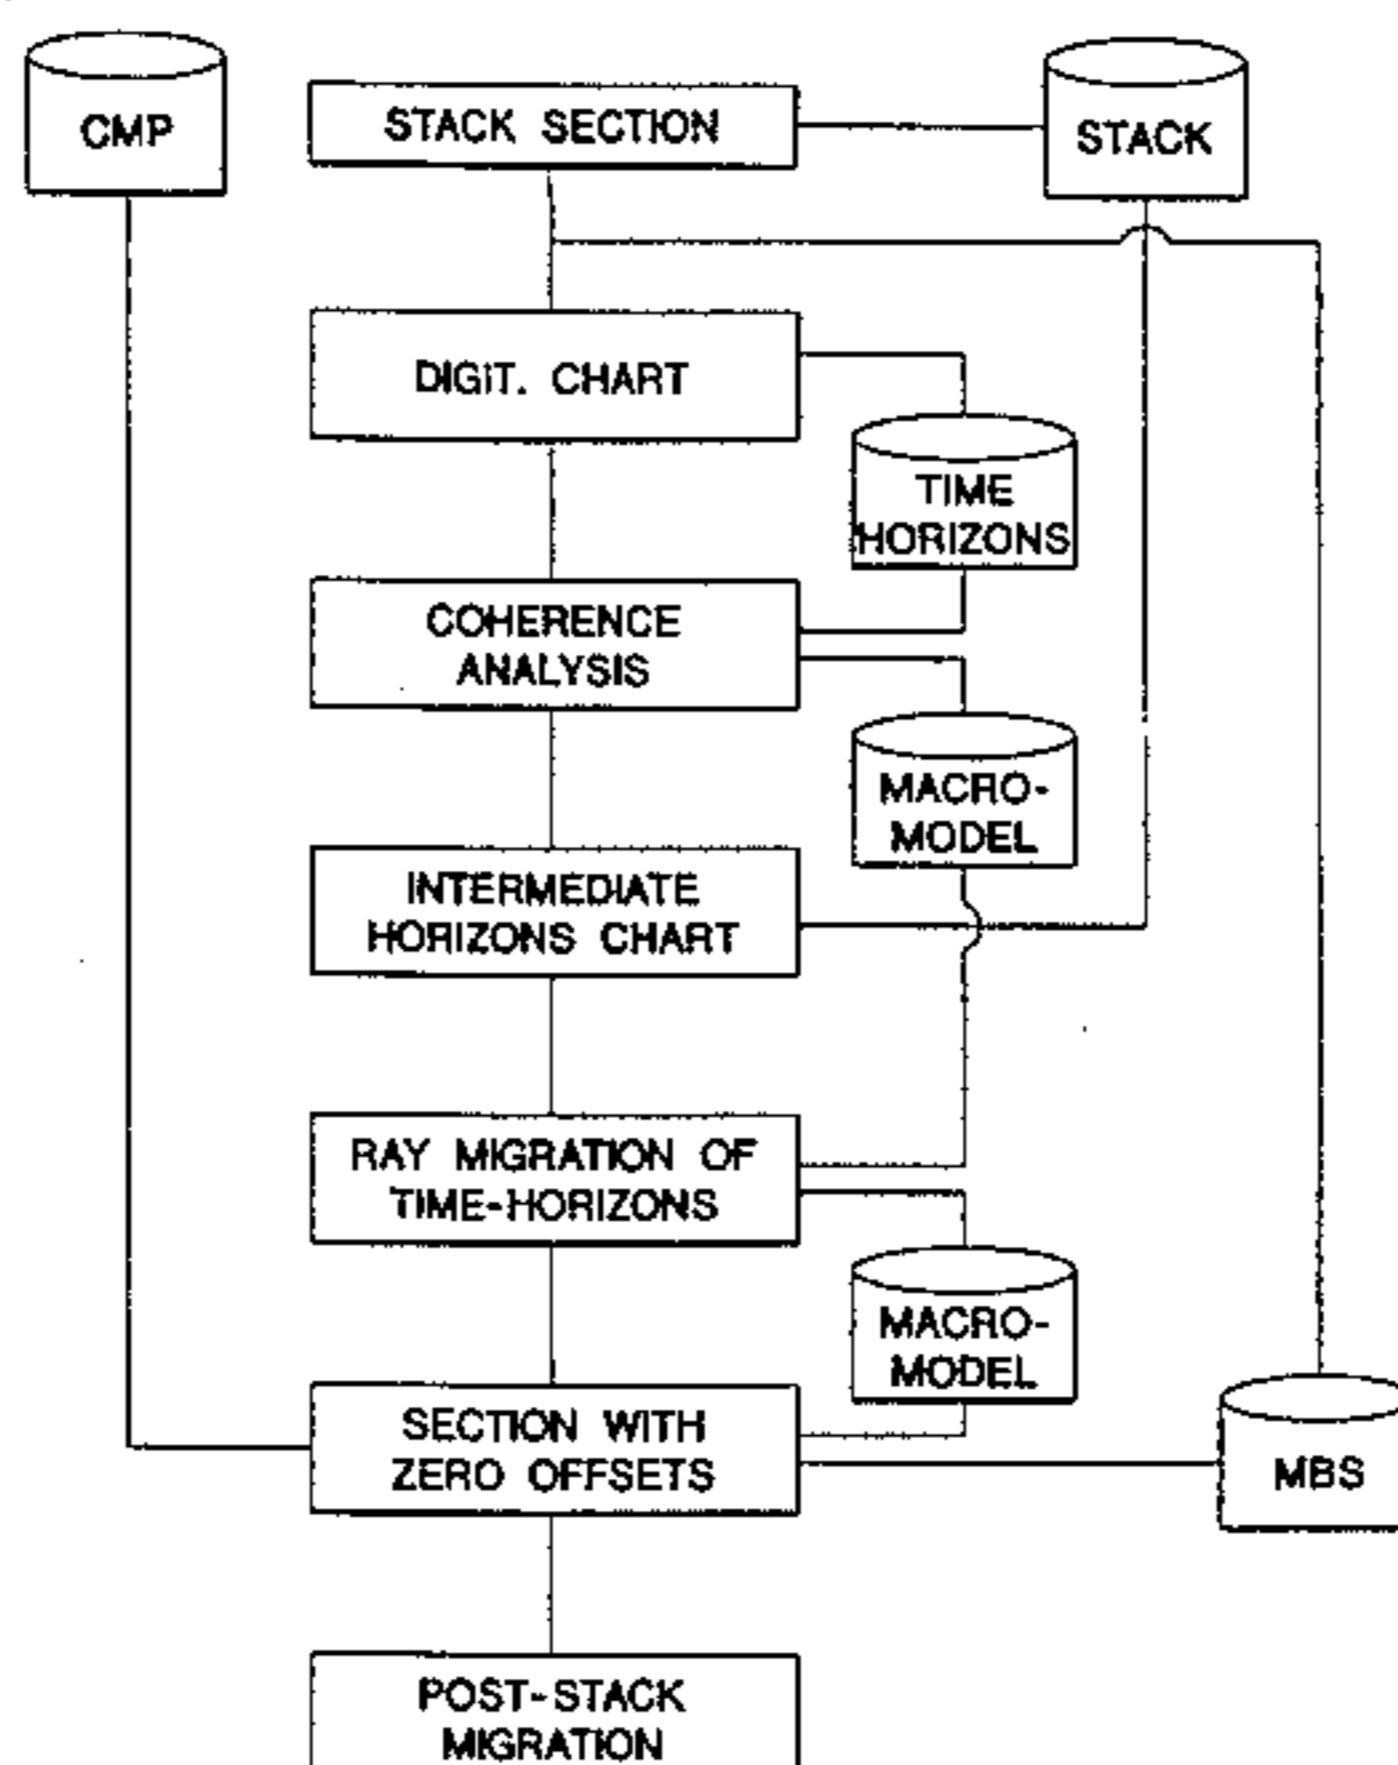 CMP
STACK SECTION
STACK
DIGIT. CHART
TIME
HORIZONS
COHERENCE
ANALYSIS
MACRO-
MODEL
INTERMEDIATE
HORIZONS CHART
RAY MIGRATION OF
TIME-HORIZONS
MACRO-
MODEL
SECTION WITH
ZERO OFFSETS
MBS
POST-STACK
MIGRATION